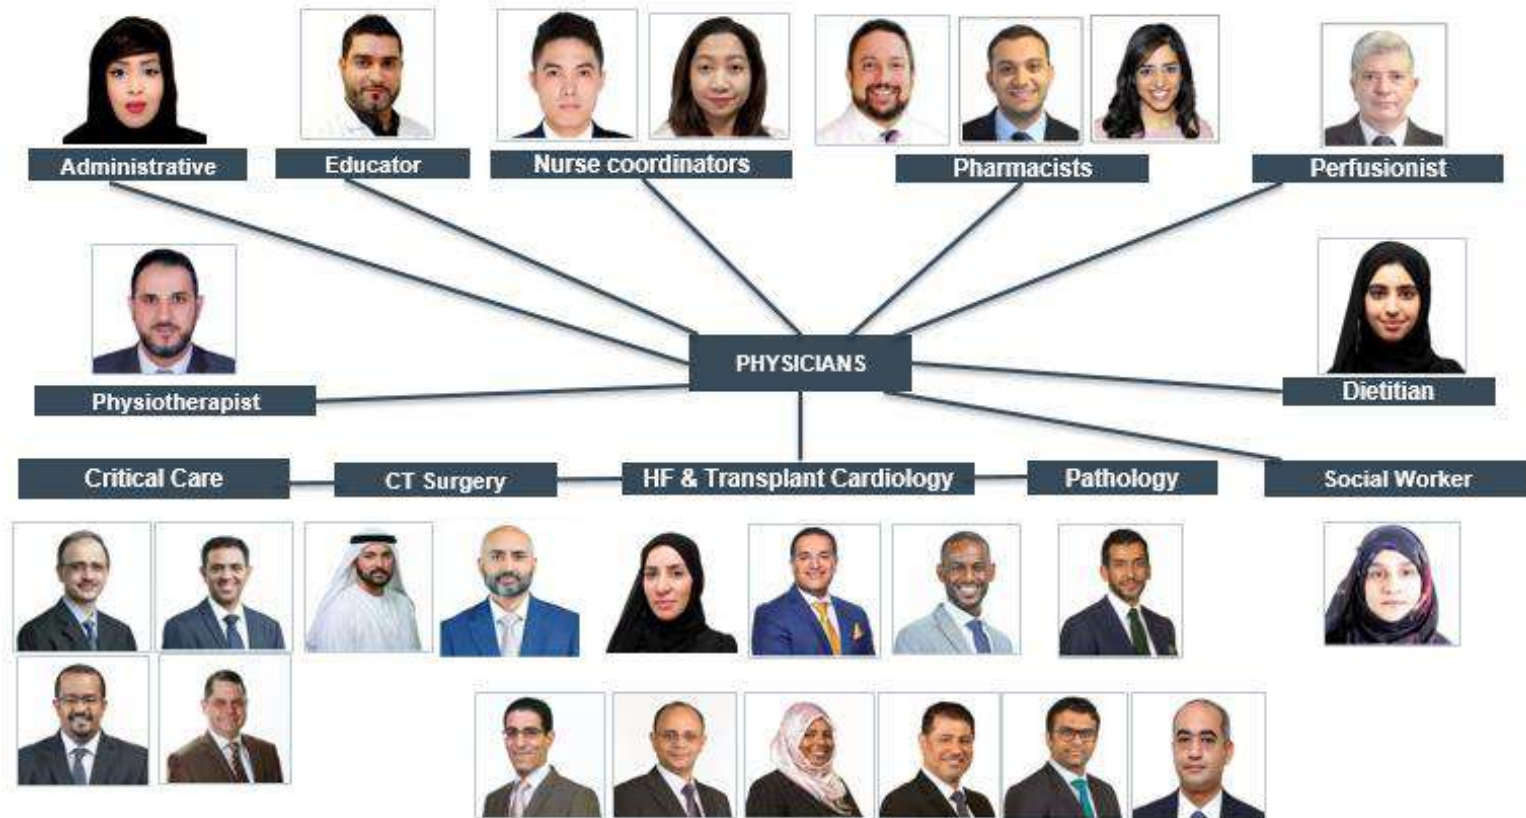 Administrative
Educator
Nurse coordinators
Pharmacists
Perfusionist
PHYSICIANS
Physiotherapist
Dietitian
Critical Care
CT Surgery
HF & Transplant Cardiology
Pathology
Social Worker